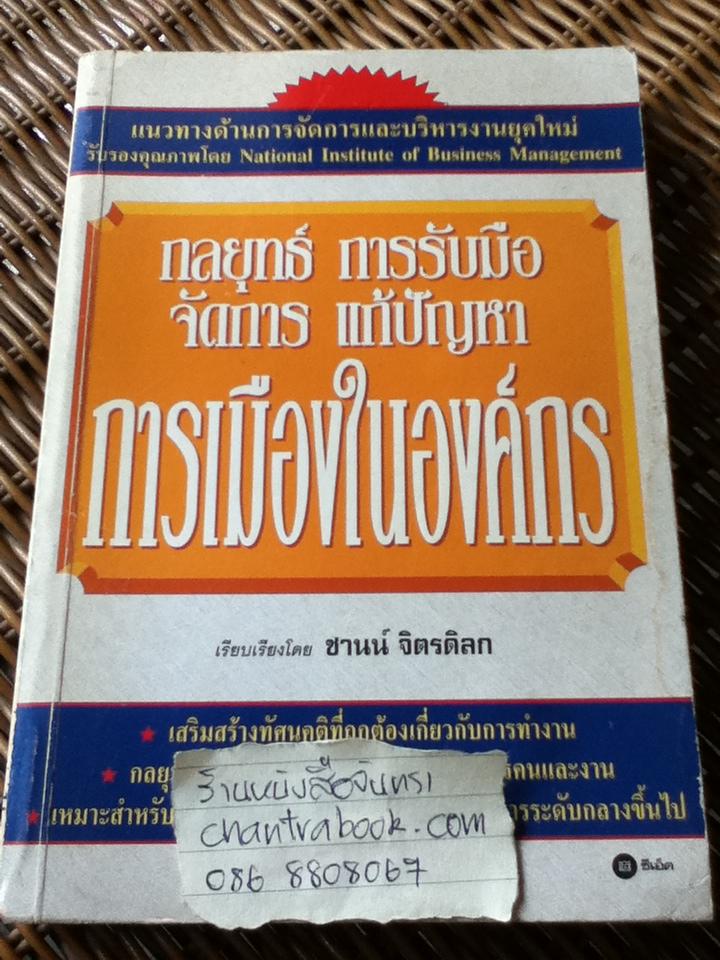 แนวทางด้านการจัดการและบริหารงานยุคใหม่
รับรองคุณภาพโดย National Institute of Business Management
กลยุทธ์ การรับมือ
จัดการ แก้ปัญหา
การเมืองในองค์กร
เรียบเรียงโดย ชานน์ จิตรดิลก
★ เสริมสร้างทัศนคติที่ถูกต้องเกี่ยวกับการทำงาน
★ กลยุ รคนและงาน
★ เหมาะสำหรับ การระดับกลางขึ้นไป
ร้านหนังสือจันทรา
chantrabook.com
086 8808067
ซีเอ็ด